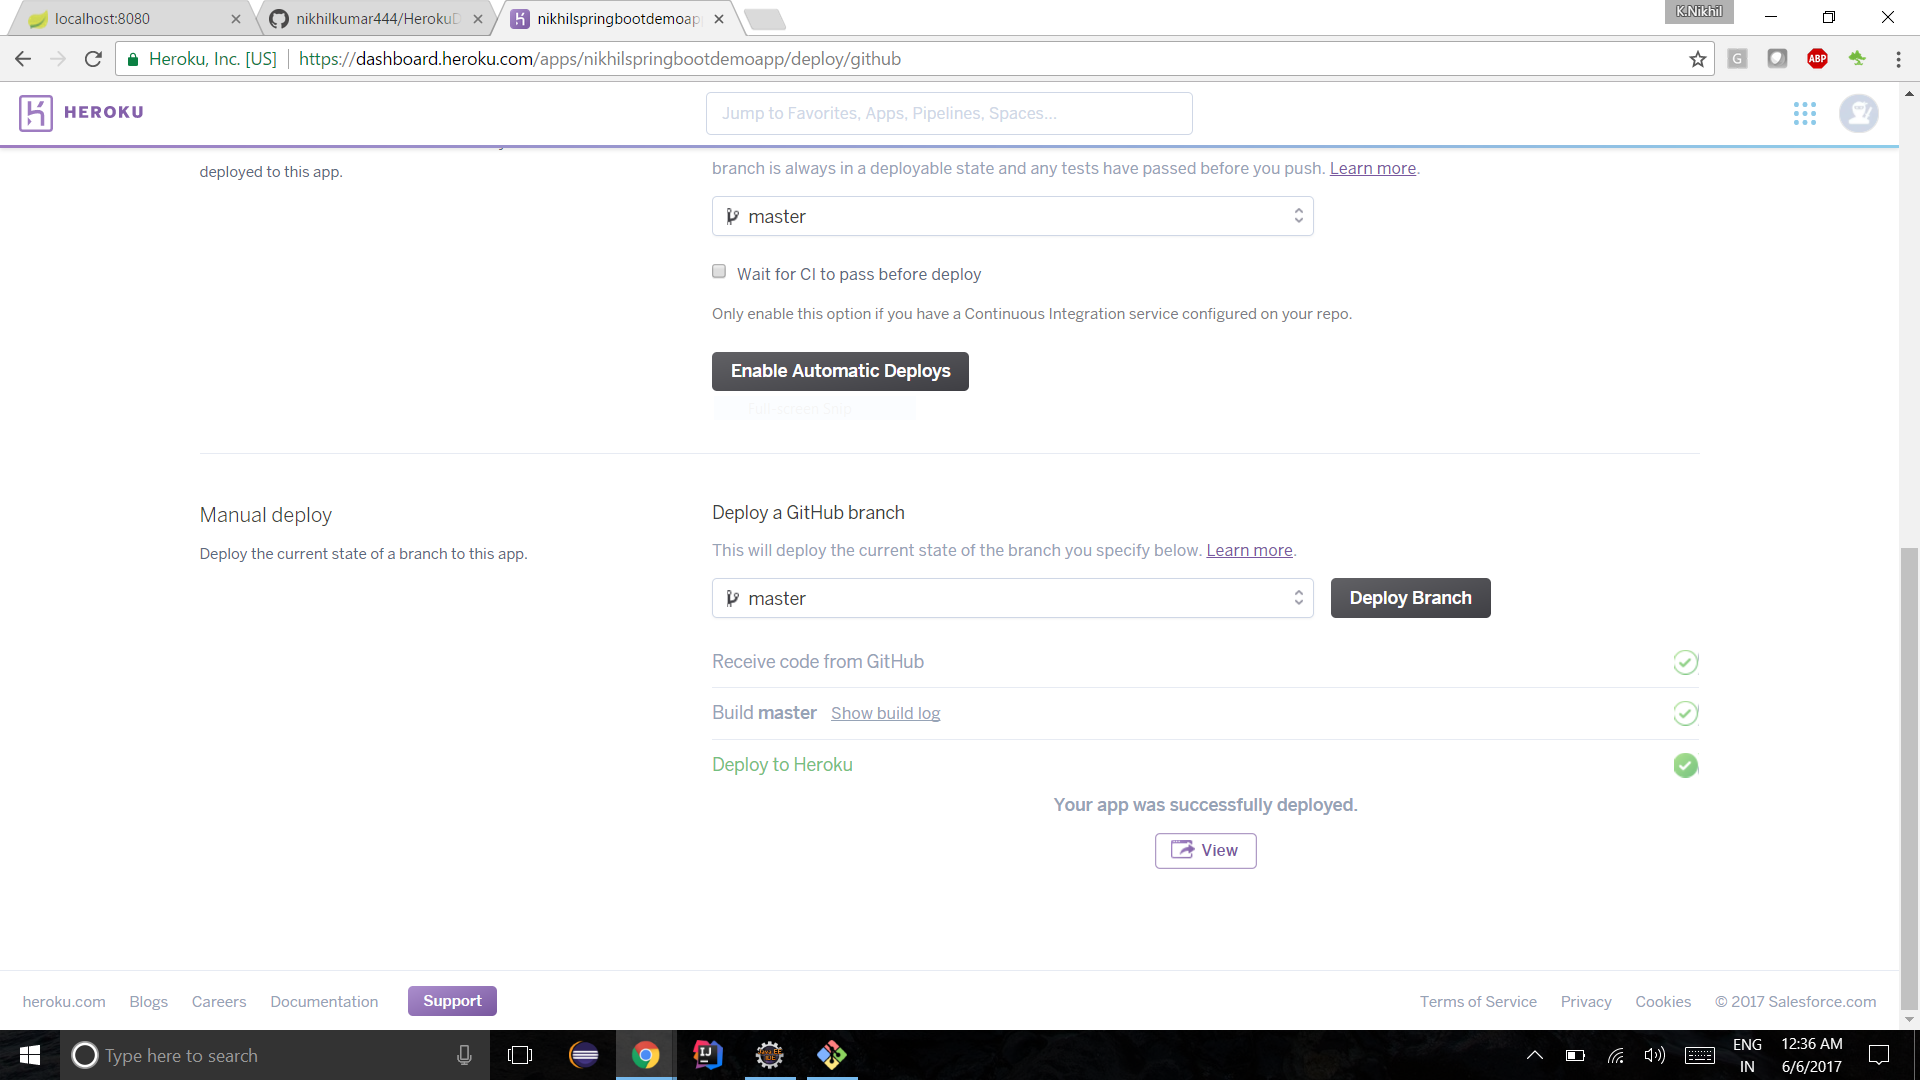 localhost:8080
nikhilkumar444/HerokuD
nikhilspringbootdemoapp
K.Nikhil
Heroku, Inc. [US]
https://dashboard.heroku.com/apps/nikhilspringbootdemoapp/deploy/github
G
ABP
HEROKU
Jump to Favorites, Apps, Pipelines, Spaces...
deployed to this app.
branch is always in a deployable state and any tests have passed before you push. Learn more.
master
Wait for CI to pass before deploy
Only enable this option if you have a Continuous Integration service configured on your repo.
Enable Automatic Deploys
Full-screen Snip
Manual deploy
Deploy the current state of a branch to this app.
Deploy a GitHub branch
This will deploy the current state of the branch you specify below. Learn more.
master
Deploy Branch
Receive code from GitHub
Build master Show build log
Deploy to Heroku
Your app was successfully deployed.
View
heroku.com Blogs Careers Documentation Support
Terms of Service Privacy Cookies © 2017 Salesforce.com
Type here to search
IJ
ENG
IN
12:36 AM
6/6/2017